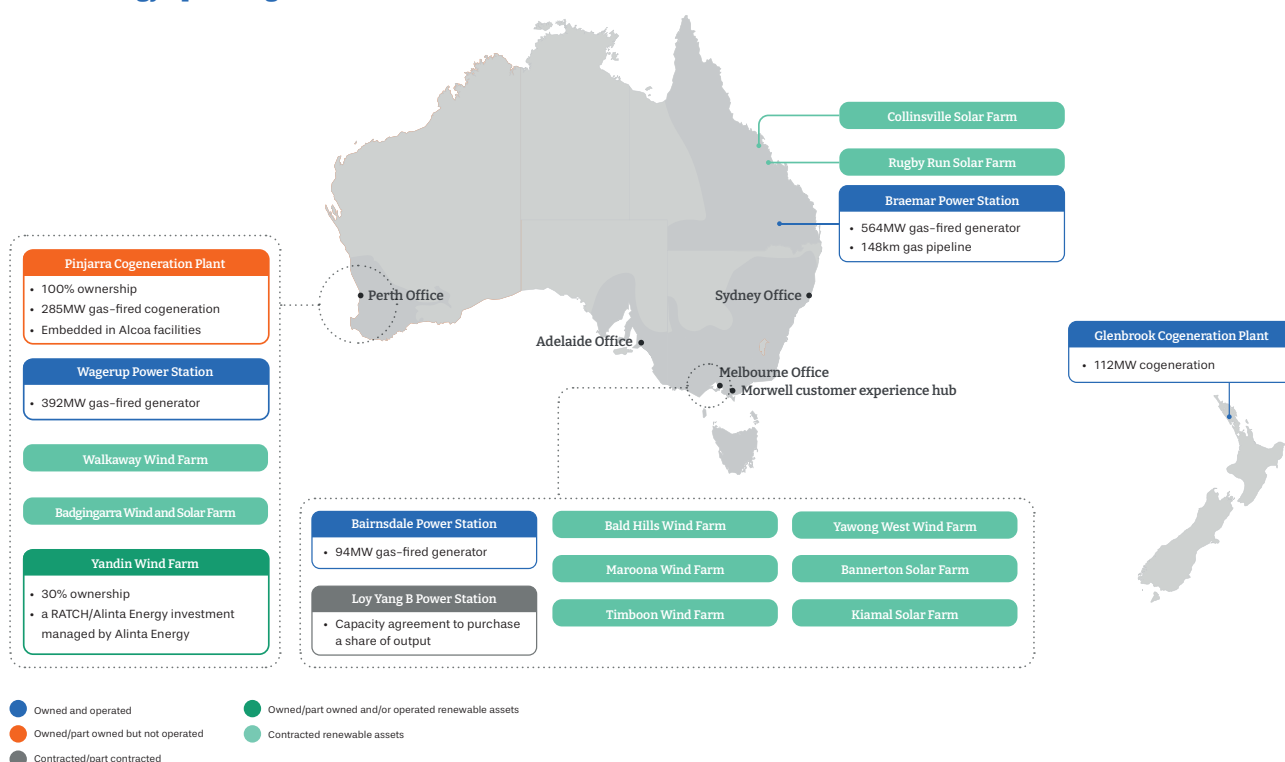 Collinsville Solar Farm
Rugby Run Solar Farm
Braemar Power Station
• 564MW gas-fired generator
• 148km gas pipeline
Pinjarra Cogeneration Plant
• 100% ownership
• 285MW gas-fired cogeneration
• Embedded in Alcoa facilities
Wagerup Power Station
• 392MW gas-fired generator
Walkaway Wind Farm
Badgingarra Wind and Solar Farm
Yandin Wind Farm
• 30% ownership
• a RATCH/Alinta Energy investment
managed by Alinta Energy
Perth Office
Sydney Office
Adelaide Office
Melbourne Office
Morwell customer experience hub
Glenbrook Cogeneration Plant
• 112MW cogeneration
Bairnsdale Power Station
• 94MW gas-fired generator
Loy Yang B Power Station
• Capacity agreement to purchase
a share of output
Bald Hills Wind Farm
Maroona Wind Farm
Timboon Wind Farm
Yawong West Wind Farm
Bannerton Solar Farm
Kiamal Solar Farm
Owned and operated
Owned/part owned but not operated
Contracted/part contracted
Owned/part owned and/or operated renewable assets
Contracted renewable assets